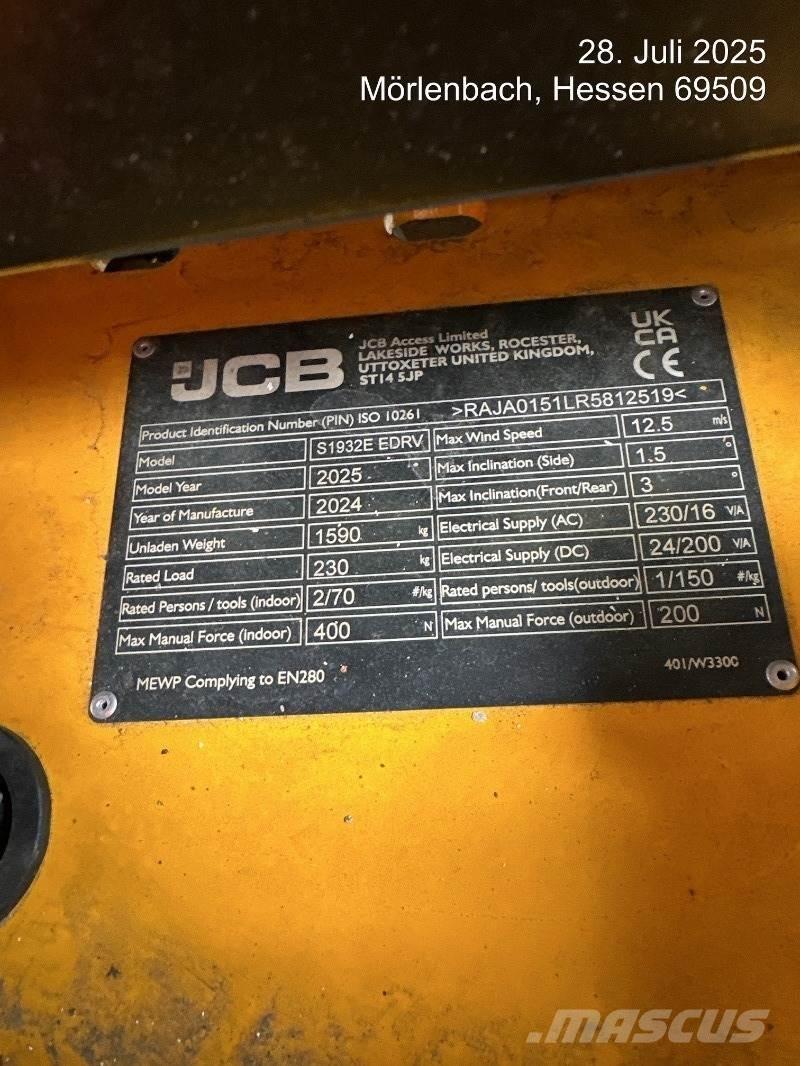 28. Juli 2025
Mörlenbach, Hessen 69509
JCB
JCB Access Limited
LAKESIDE WORKS, ROCESTER,
UTTOXETER UNITED KINGDOM,
ST14 5JP
UK
CA
CE
Product Identification Number (PIN) ISO 10261 >RAJA0151LR5812519<
Model S1932E EDRV Max Wind Speed 12.5 m/s
Model Year 2025 Max Inclination (Side) 1.5 °
Year of Manufacture 2024 Max Inclination(Front/Rear) 3 °
Unladen Weight 1590 kg Electrical Supply (AC) 230/16 V/A
Rated Load 230 kg Electrical Supply (DC) 24/200 V/A
Rated Persons / tools (indoor) 2/70 #/kg Rated persons/ tools(outdoor) 1/150 #/kg
Max Manual Force (indoor) 400 N Max Manual Force (outdoor) 200 N
MEWP Complying to EN280 401/W3300
MASCUS